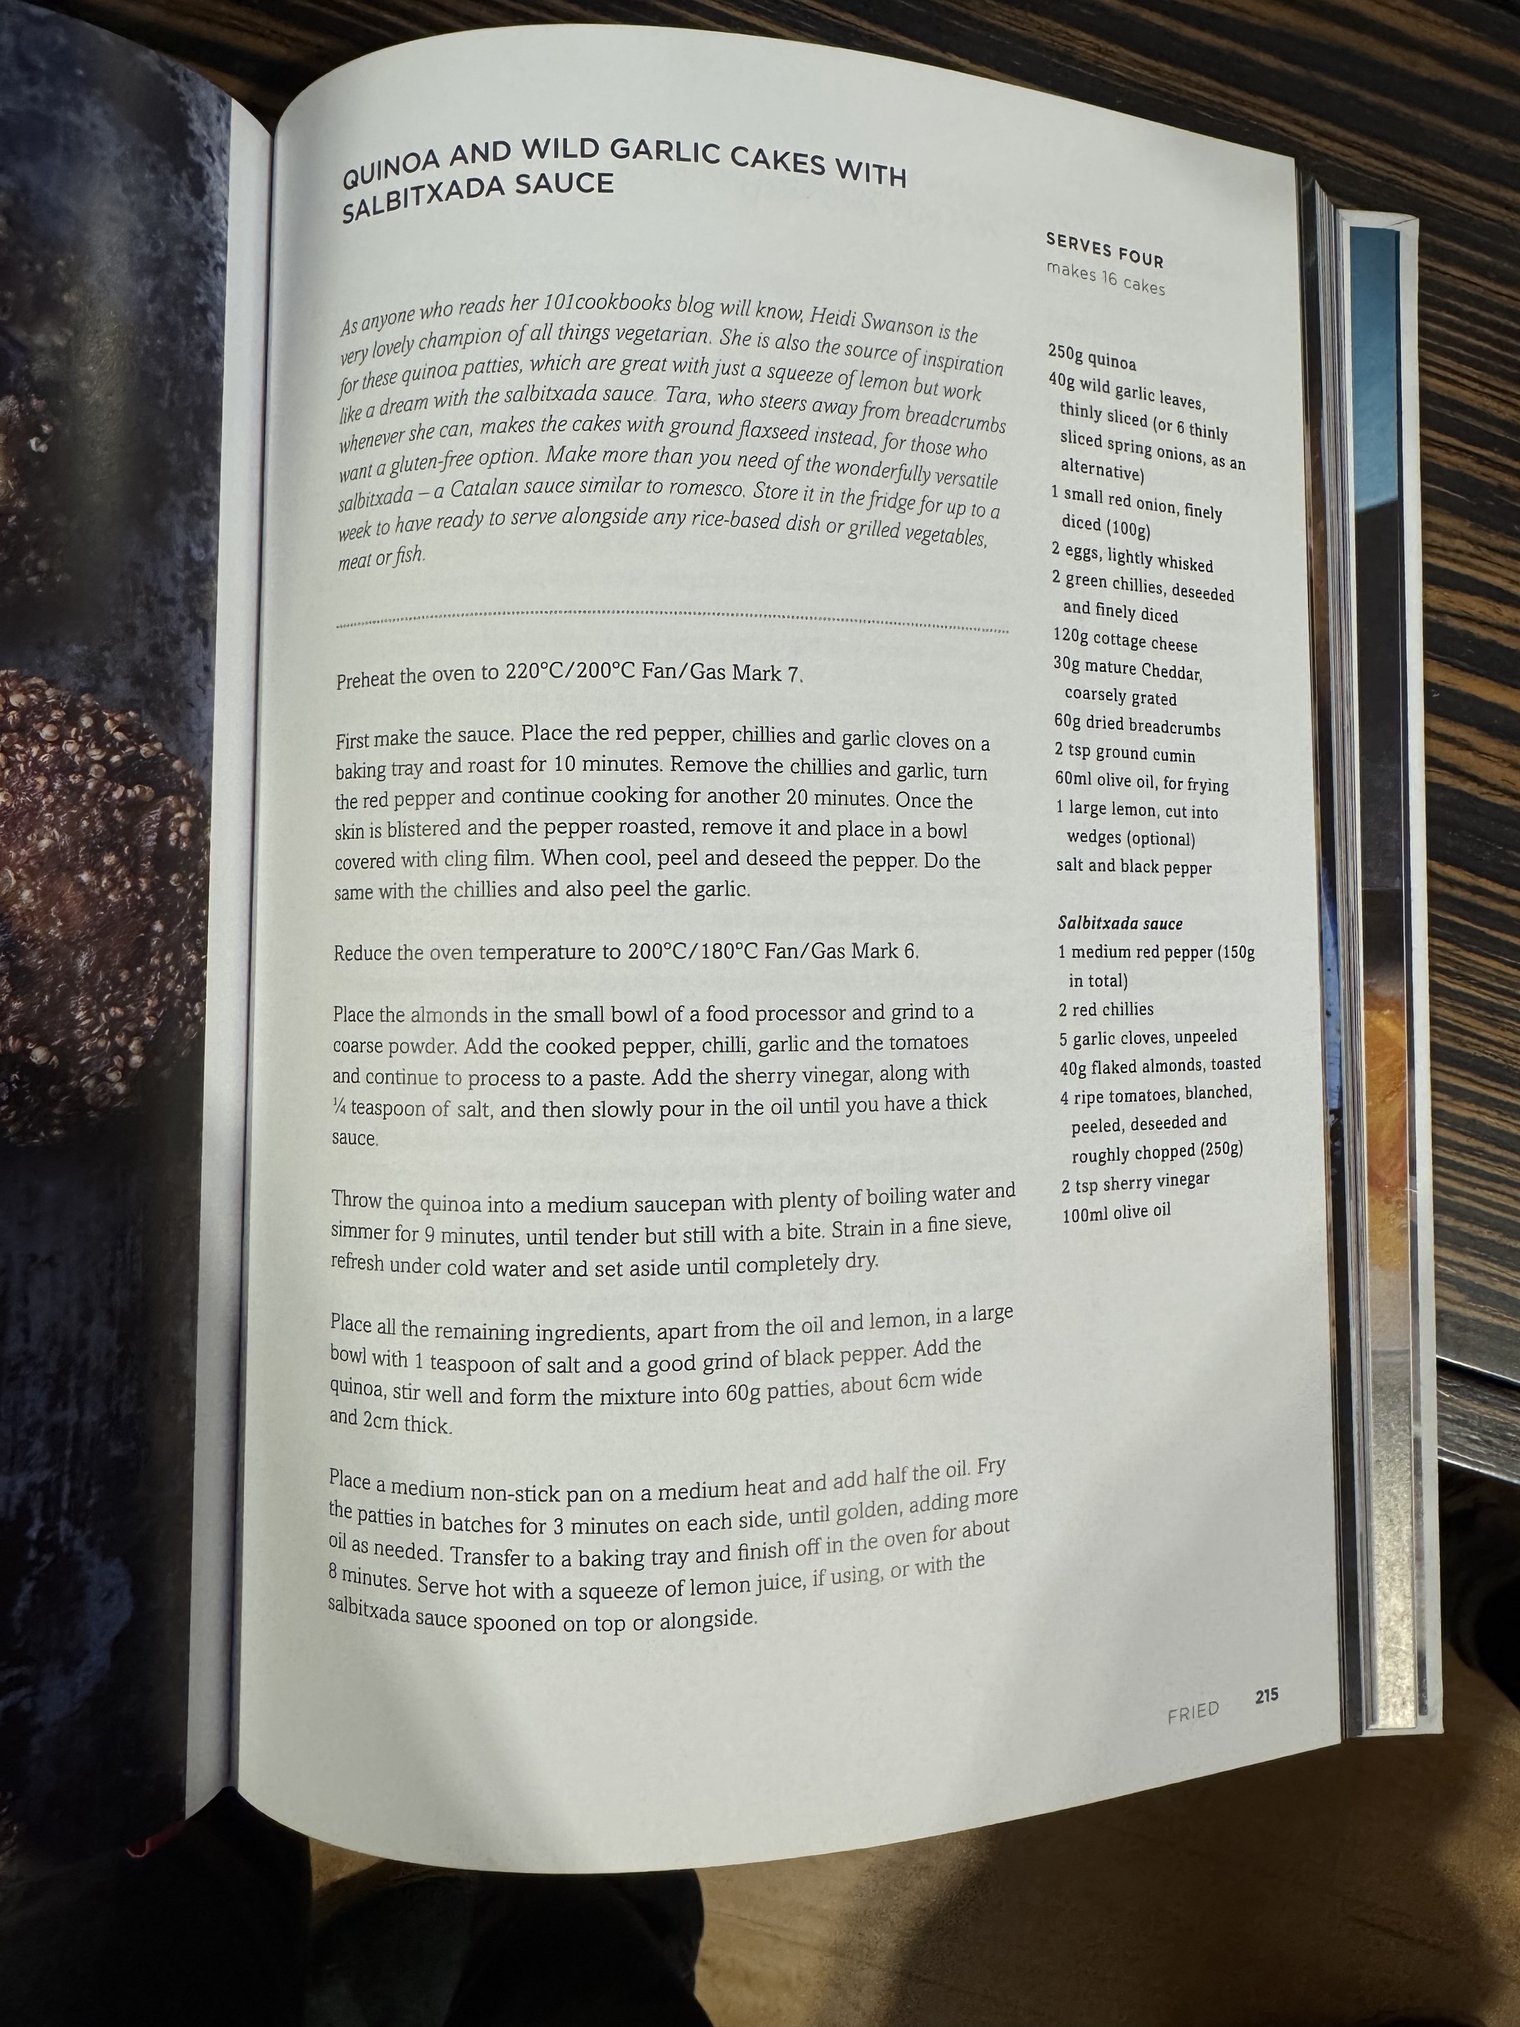 QUINOA AND WILD GARLIC CAKES WITH
SALBITXADA SAUCE
As anyone who reads her 101cookbooks blog will know, Heidi Swanson is the
very lovely champion of all things vegetarian. She is also the source of inspiration
for these quinoa patties, which are great with just a squeeze of lemon but work
like a dream with the salbitxada sauce. Tara, who steers away from breadcrumbs
whenever she can, makes the cakes with ground flaxseed instead, for those who
want a gluten-free option. Make more than you need of the wonderfully versatile
salbitxada – a Catalan sauce similar to romesco. Store it in the fridge for up to a
week to have ready to serve alongside any rice-based dish or grilled vegetables,
meat or fish.
Preheat the oven to 220°C/200°C Fan/Gas Mark 7.
First make the sauce. Place the red pepper, chillies and garlic cloves on a
baking tray and roast for 10 minutes. Remove the chillies and garlic, turn
the red pepper and continue cooking for another 20 minutes. Once the
skin is blistered and the pepper roasted, remove it and place in a bowl
covered with cling film. When cool, peel and deseed the pepper. Do the
same with the chillies and also peel the garlic.
Reduce the oven temperature to 200°C/180°C Fan/Gas Mark 6.
Place the almonds in the small bowl of a food processor and grind to a
coarse powder. Add the cooked pepper, chilli, garlic and the tomatoes
and continue to process to a paste. Add the sherry vinegar, along with
¼ teaspoon of salt, and then slowly pour in the oil until you have a thick
sauce.
Throw the quinoa into a medium saucepan with plenty of boiling water and
simmer for 9 minutes, until tender but still with a bite. Strain in a fine sieve,
refresh under cold water and set aside until completely dry.
Place all the remaining ingredients, apart from the oil and lemon, in a large
bowl with 1 teaspoon of salt and a good grind of black pepper. Add the
quinoa, stir well and form the mixture into 60g patties, about 6cm wide
and 2cm thick.
Place a medium non-stick pan on a medium heat and add half the oil. Fry
the patties in batches for 3 minutes on each side, until golden, adding more
oil as needed. Transfer to a baking tray and finish off in the oven for about
8 minutes. Serve hot with a squeeze of lemon juice, if using, or with the
salbitxada sauce spooned on top or alongside.
SERVES FOUR
makes 16 cakes
250g quinoa
40g wild garlic leaves,
thinly sliced (or 6 thinly
sliced spring onions, as an
alternative)
1 small red onion, finely
diced (100g)
2 eggs, lightly whisked
2 green chillies, deseeded
and finely diced
120g cottage cheese
30g mature Cheddar,
coarsely grated
60g dried breadcrumbs
2 tsp ground cumin
60ml olive oil, for frying
1 large lemon, cut into
wedges (optional)
salt and black pepper
Salbitxada sauce
1 medium red pepper (150g
in total)
2 red chillies
5 garlic cloves, unpeeled
40g flaked almonds, toasted
4 ripe tomatoes, blanched,
peeled, deseeded and
roughly chopped (250g)
2 tsp sherry vinegar
100ml olive oil
FRIED 215